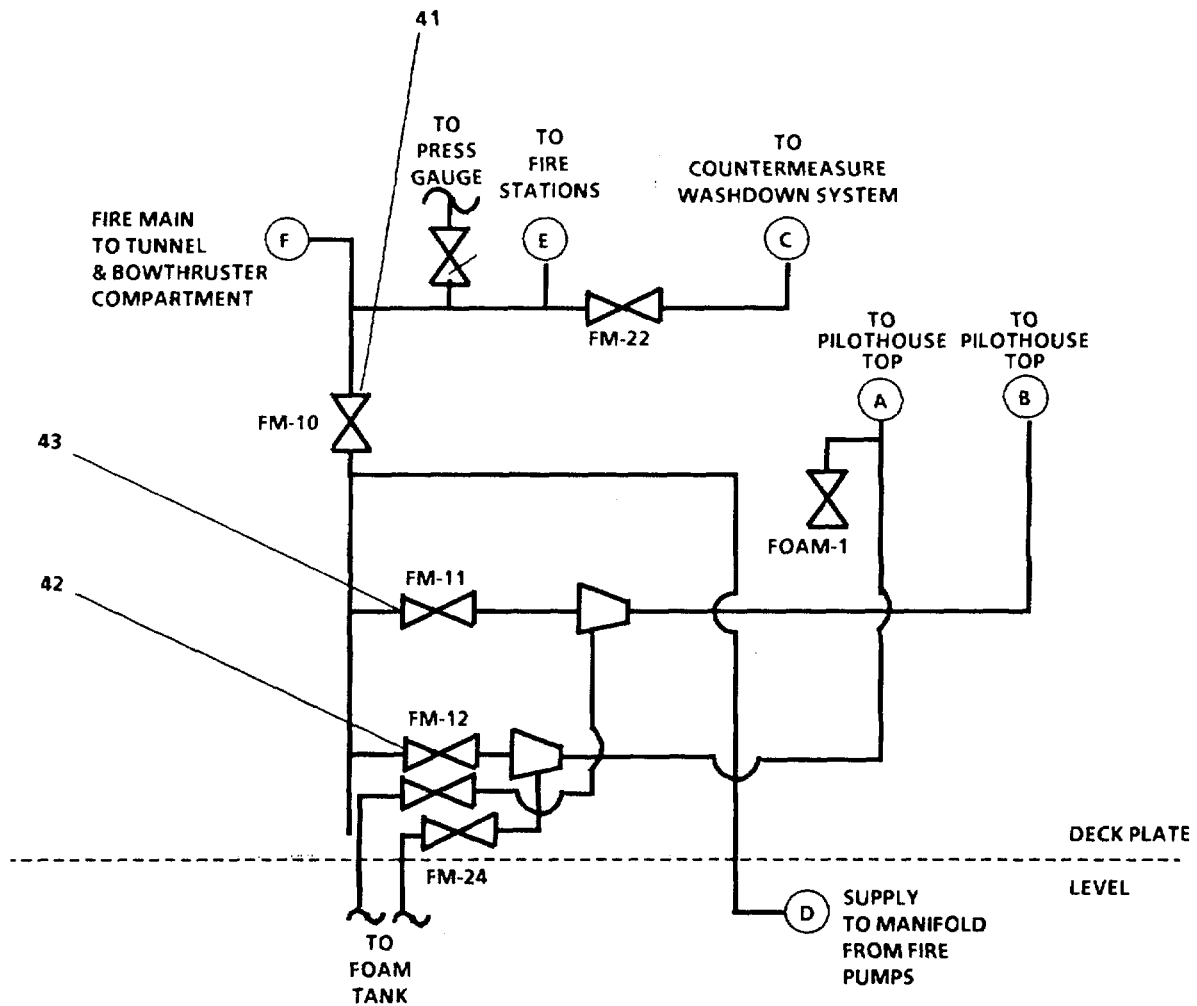 41
TO
PRESS
GAUGE
TO
FIRE
STATIONS
TO
COUNTERMEASURE
WASHDOWN SYSTEM
FIRE MAIN
TO TUNNEL
& BOWTHRUSTER
COMPARTMENT
F
E
C
FM-22
TO
PILOTHOUSE
TOP
TO
PILOTHOUSE
TOP
A
B
FM-10
43
FOAM-1
42
FM-11
FM-12
DECK PLATE
FM-24
LEVEL
D
SUPPLY
TO MANIFOLD
FROM FIRE
PUMPS
TO
FOAM
TANK